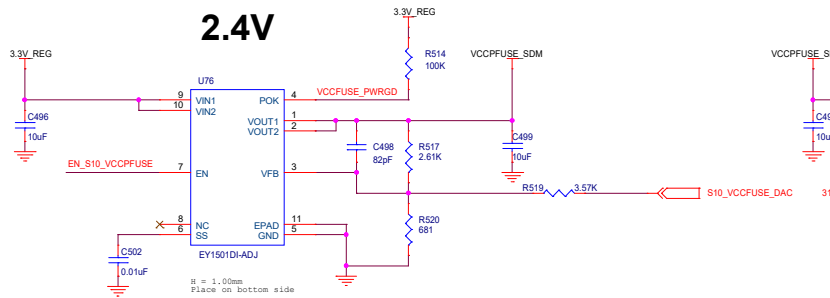 2.4V
3.3V_REG
3.3V_REG
VCCPFUSE_SDM
R514
100K
U76
VCCFUSE_PWRGD
9 VIN1
10 VIN2
POK 4
VOUT1 1
VOUT2 2
C496
10uF
C498
82pF
R517
2.61K
C499
10uF
EN_S10_VCCPFUSE
7 EN
VFB 3
R519 3.57K
S10_VCCFUSE_DAC 31
8 NC
6 SS
EPAD 11
GND 5
R520
681
C502
0.01uF
EY1501DI-ADJ
H = 1.00mm
Place on bottom side
VCCPFUSE_S
C49
10u